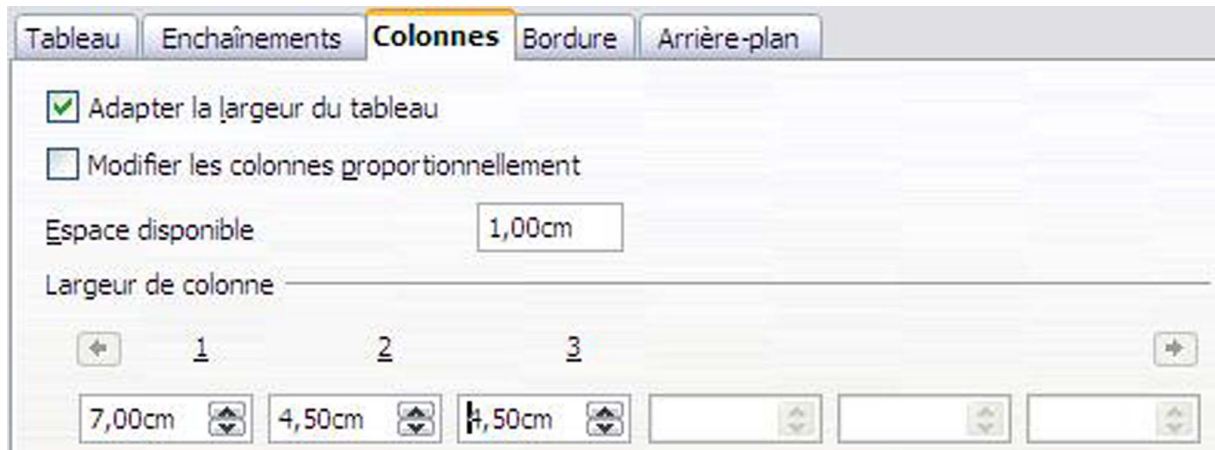 Tableau Enchaînements Colonnes Bordure Arrière-plan
Adapter la largeur du tableau
Modifier les colonnes proportionnellement
Espace disponible 1,00cm
Largeur de colonne
1 2 3
7,00cm 4,50cm 4,50cm